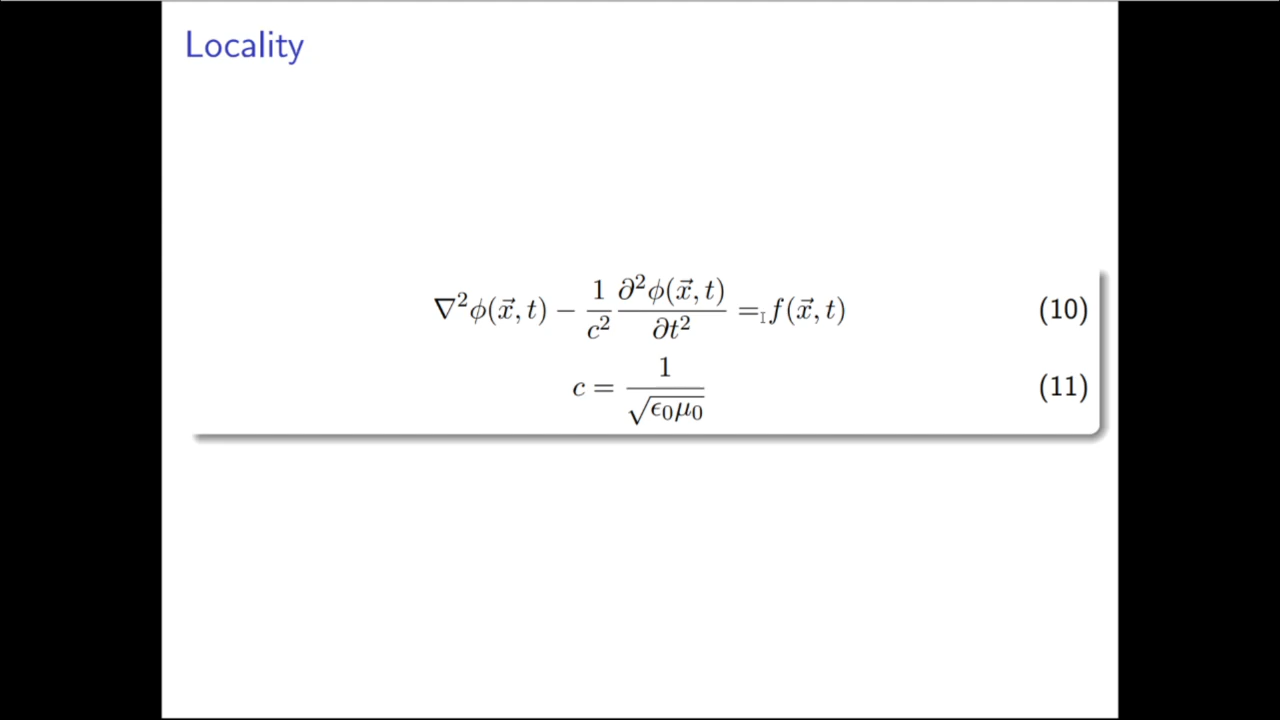 Locality
∇²φ(x⃗, t) − 1/c² ∂²φ(x⃗, t)/∂t² = f(x⃗, t) (10)
c = 1/√(ϵ₀μ₀) (11)